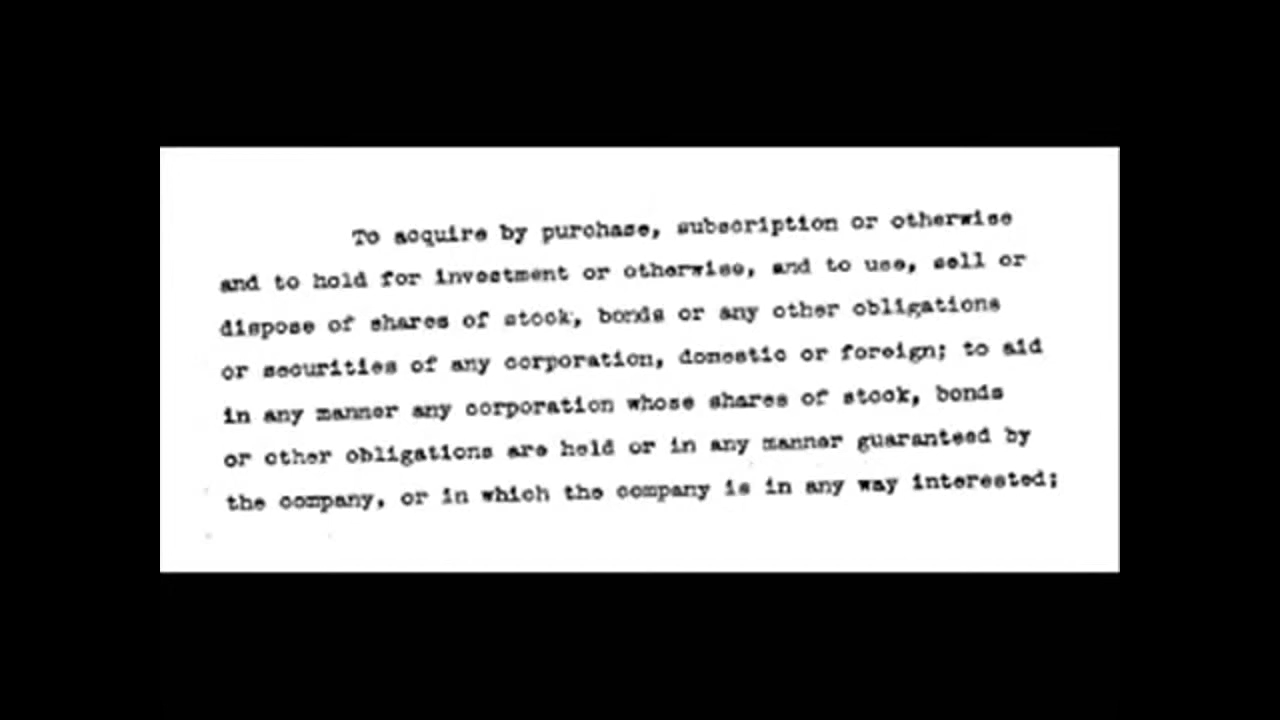 To acquire by purchase, subscription or otherwise
and to hold for investment or otherwise, and to use, sell or
dispose of shares of stock, bonds or any other obligations
or securities of any corporation, domestic or foreign; to aid
in any manner any corporation whose shares of stock, bonds
or other obligations are held or in any manner guaranteed by
the company, or in which the company is in any way interested;